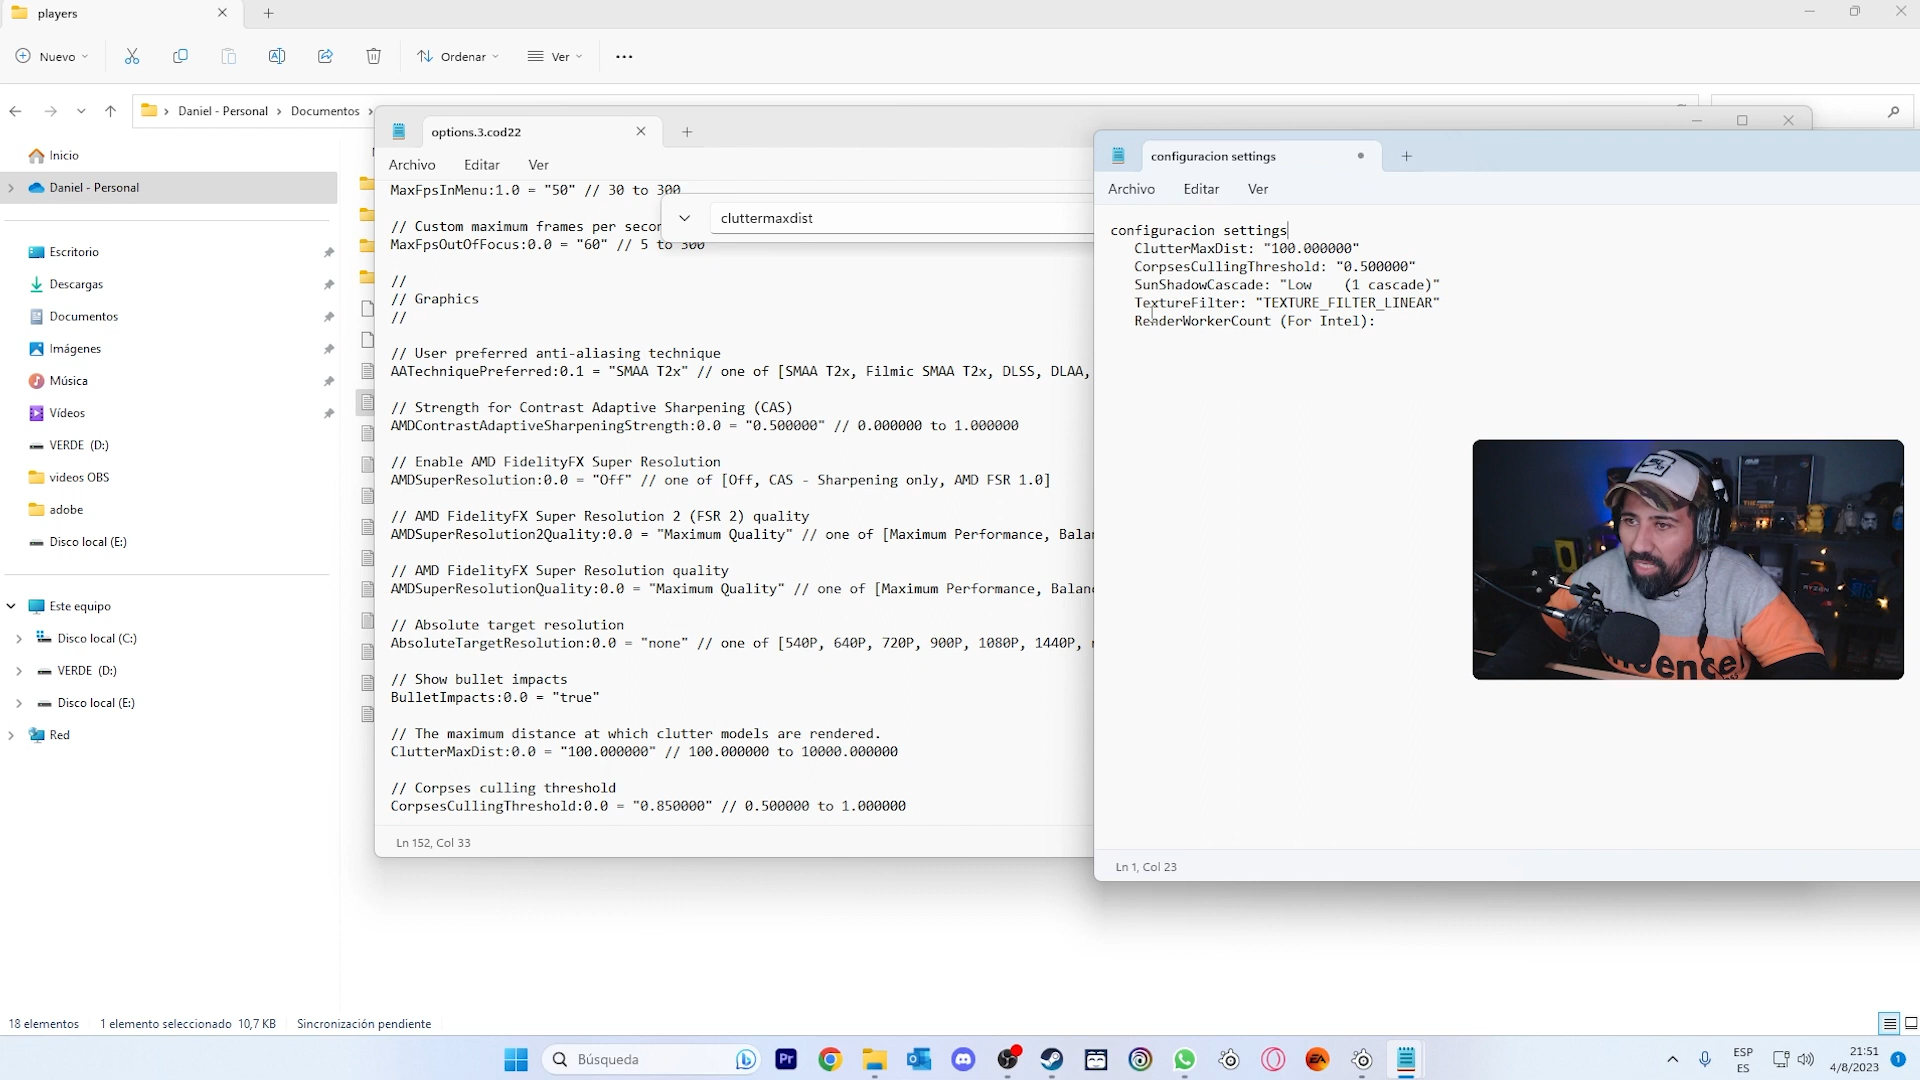 players
Nuevo
Ordenar
Ver
Daniel - Personal
Documentos
Inicio
Daniel - Personal
Escritorio
Descargas
Documentos
Imágenes
Música
Vídeos
VERDE (D:)
videos OBS
adobe
Disco local (E:)
Este equipo
Disco local (C:)
VERDE (D:)
Disco local (E:)
Red
18 elementos
1 elemento seleccionado 10,7 KB
Sincronización pendiente
options.3.cod22
Archivo
Editar
Ver
cluttermaxdist
MaxFpsInMenu:1.0 = "50" // 30 to 300
// Custom maximum frames per
MaxFpsOutOfFocus:0.0 = "60" // 5 to 300
//
// Graphics
//
// User preferred anti-aliasing technique
AATechniquePreferred:0.1 = "SMAA T2x" // one of [SMAA T2x, Filmic SMAA T2x, DLSS, DLAA,
// Strength for Contrast Adaptive Sharpening (CAS)
AMDContrastAdaptiveSharpeningStrength:0.0 = "0.500000" // 0.000000 to 1.000000
// Enable AMD FidelityFX Super Resolution
AMDSuperResolution:0.0 = "Off" // one of [Off, CAS - Sharpening only, AMD FSR 1.0]
// AMD FidelityFX Super Resolution 2 (FSR 2) quality
AMDSuperResolution2Quality:0.0 = "Maximum Quality" // one of [Maximum Performance,
// AMD FidelityFX Super Resolution quality
AMDSuperResolutionQuality:0.0 = "Maximum Quality" // one of [Maximum Performance,
// Absolute target resolution
AbsoluteTargetResolution:0.0 = "none" // one of [540P, 640P, 720P, 900P, 1080P, 1440P,
// Show bullet impacts
BulletImpacts:0.0 = "true"
// The maximum distance at which clutter models are rendered.
ClutterMaxDist:0.0 = "100.000000" // 100.000000 to 10000.000000
// Corpses culling threshold
CorpsesCullingThreshold:0.0 = "0.850000" // 0.500000 to 1.000000
Ln 152, Col 33
configuracion settings
Archivo
Editar
Ver
configuracion settings
ClutterMaxDist: "100.000000"
CorpsesCullingThreshold: "0.500000"
SunShadowCascade: "Low (1 cascade)"
TextureFilter: "TEXTURE_FILTER_LINEAR"
RenderWorkerCount (For Intel):
Ln 1, Col 23
RYZEN
Búsqueda
Pr
EA
ESP
ES
21:51
4/8/2023
1